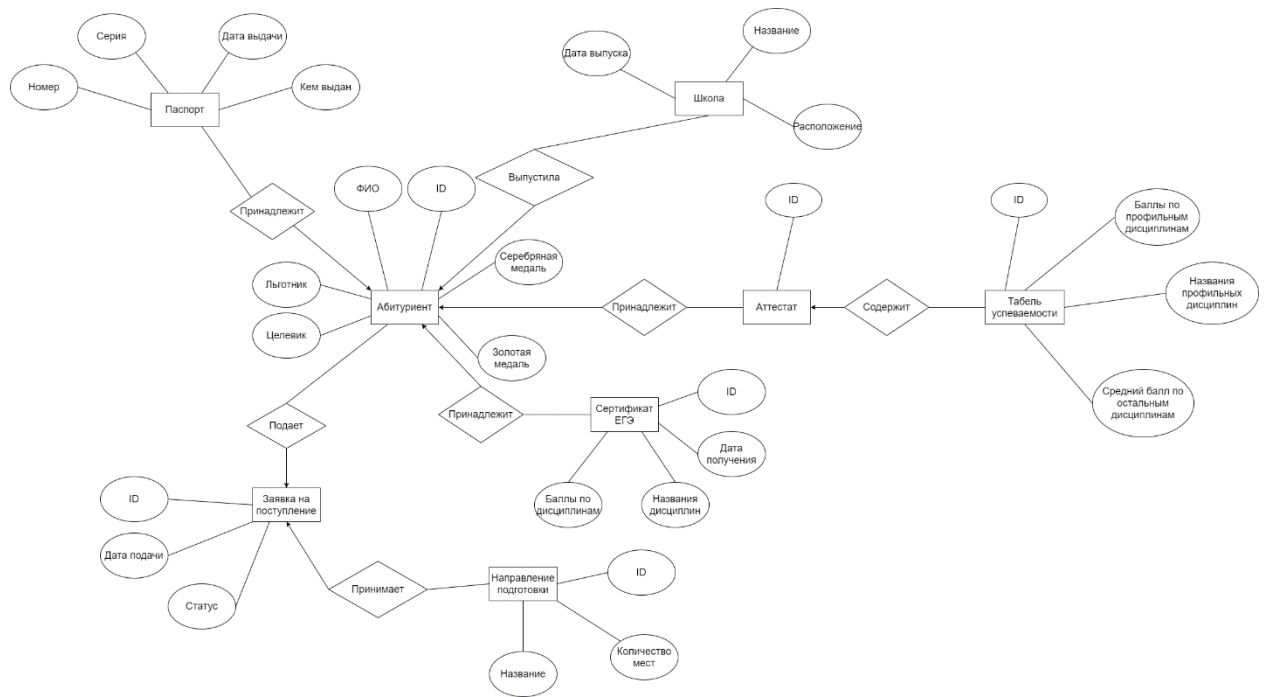 Серия
Дата выдачи
Номер
Кем выдан
Паспорт
Название
Дата выпуска
Школа
Расположение
Принадлежит
ФИО
ID
Выпустила
Льготник
Целевик
Абитуриент
Серебряная
медаль
Золотая
медаль
Принадлежит
ID
Аттестат
Содержит
ID
Баллы по
профильным
дисциплинам
Названия
профильных
дисциплин
Табель
успеваемости
Средний балл по
остальным
дисциплинам
Подает
Принадлежит
Сертификат
ЕГЭ
ID
Дата
получения
Баллы по
дисциплинам
Названия
дисциплин
ID
Заявка на
поступление
Дата подачи
Статус
Принимает
Направление
подготовки
ID
Количество
мест
Название